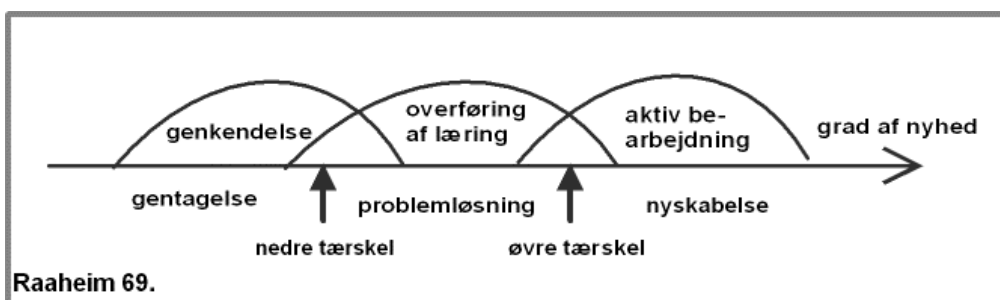 genkendelse
overføring
af læring
aktiv be-
arbejdning
grad af nyhed
gentagelse
problemløsning
nyskabelse
nedre tærskel
øvre tærskel
Raaheim 69.